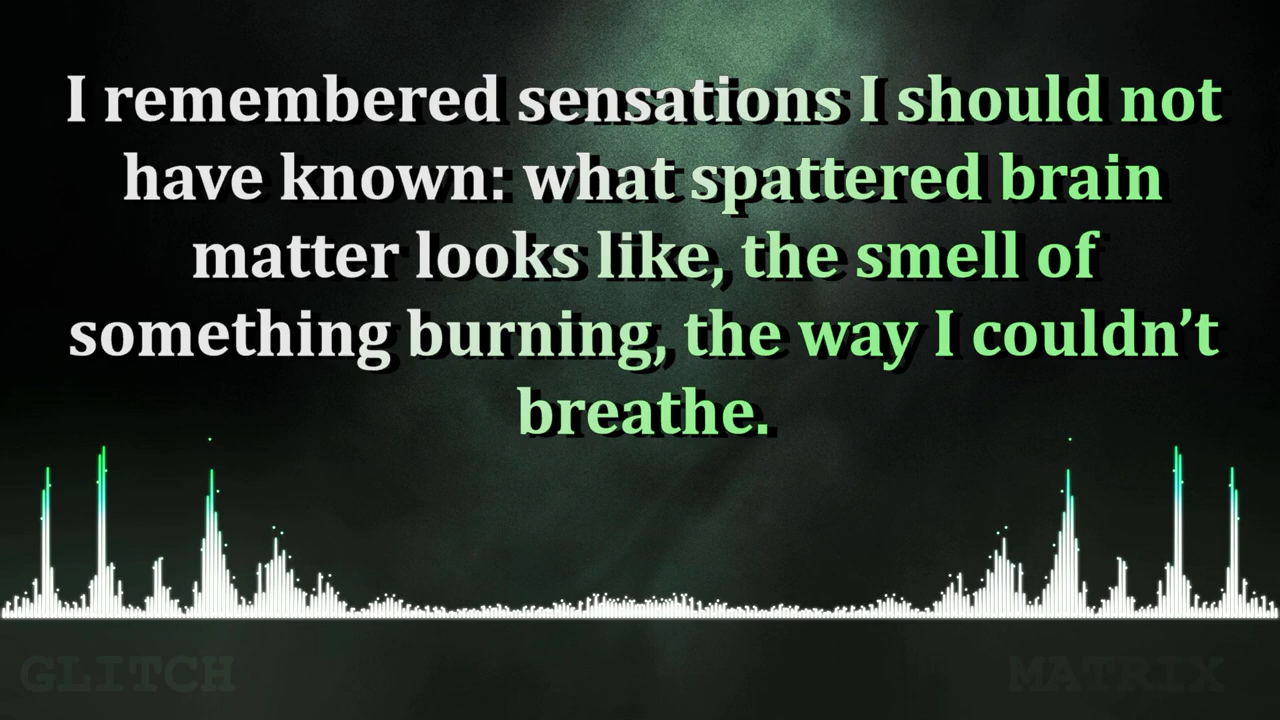 I remembered sensations I should not
have known: what spattered brain
matter looks like, the smell of
something burning, the way I couldn’t
breathe.
GLITCH
MATRIX